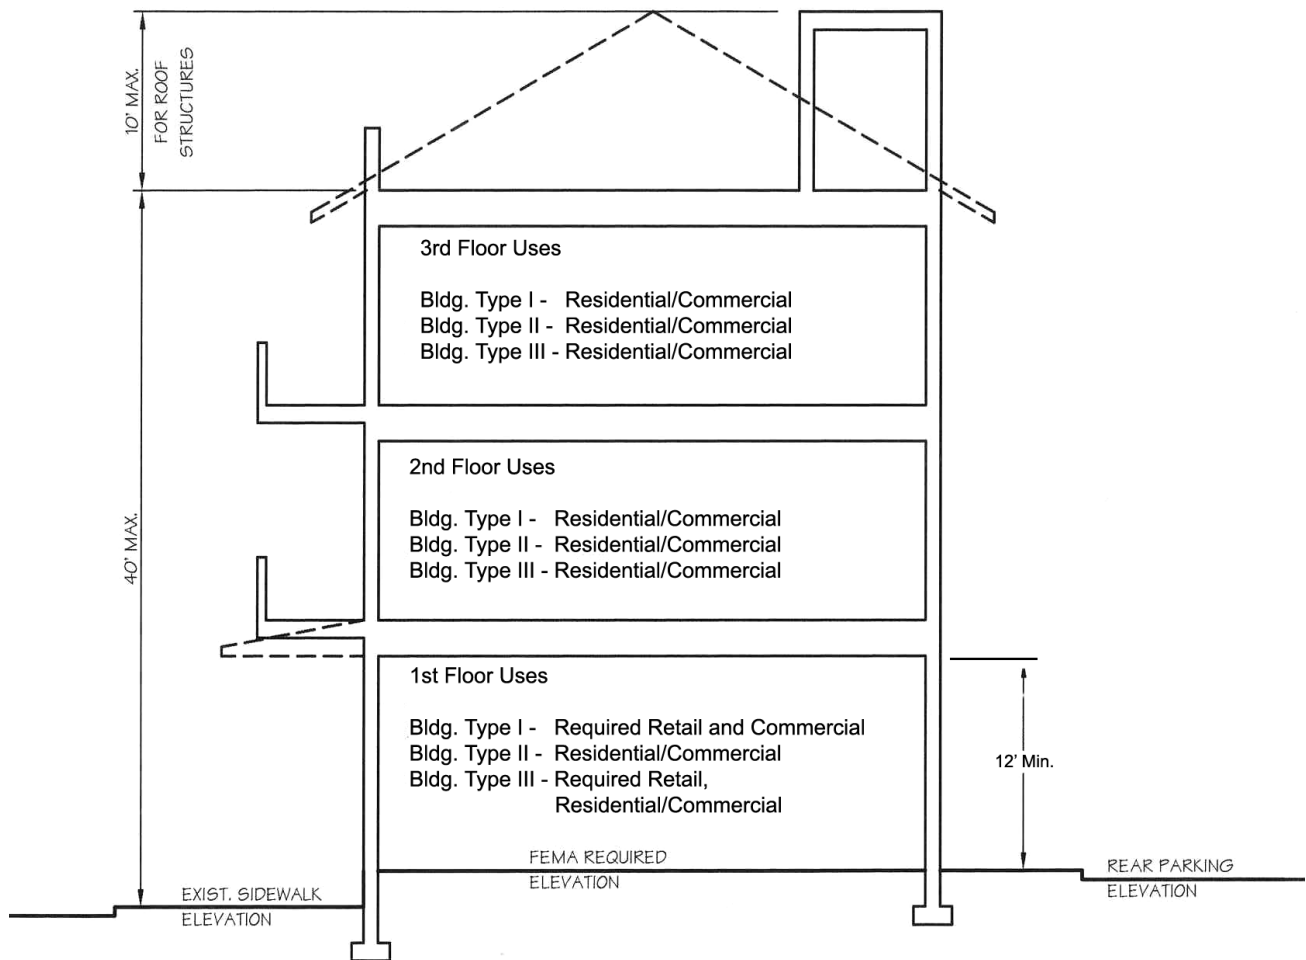 10' MAX.
FOR ROOF
STRUCTURES
3rd Floor Uses
Bldg. Type I - Residential/Commercial
Bldg. Type II - Residential/Commercial
Bldg. Type III - Residential/Commercial
40' MAX.
2nd Floor Uses
Bldg. Type I - Residential/Commercial
Bldg. Type II - Residential/Commercial
Bldg. Type III - Residential/Commercial
1st Floor Uses
Bldg. Type I - Required Retail and Commercial
Bldg. Type II - Residential/Commercial
Bldg. Type III - Required Retail,
Residential/Commercial
12' Min.
FEMA REQUIRED
ELEVATION
REAR PARKING
ELEVATION
EXIST. SIDEWALK
ELEVATION